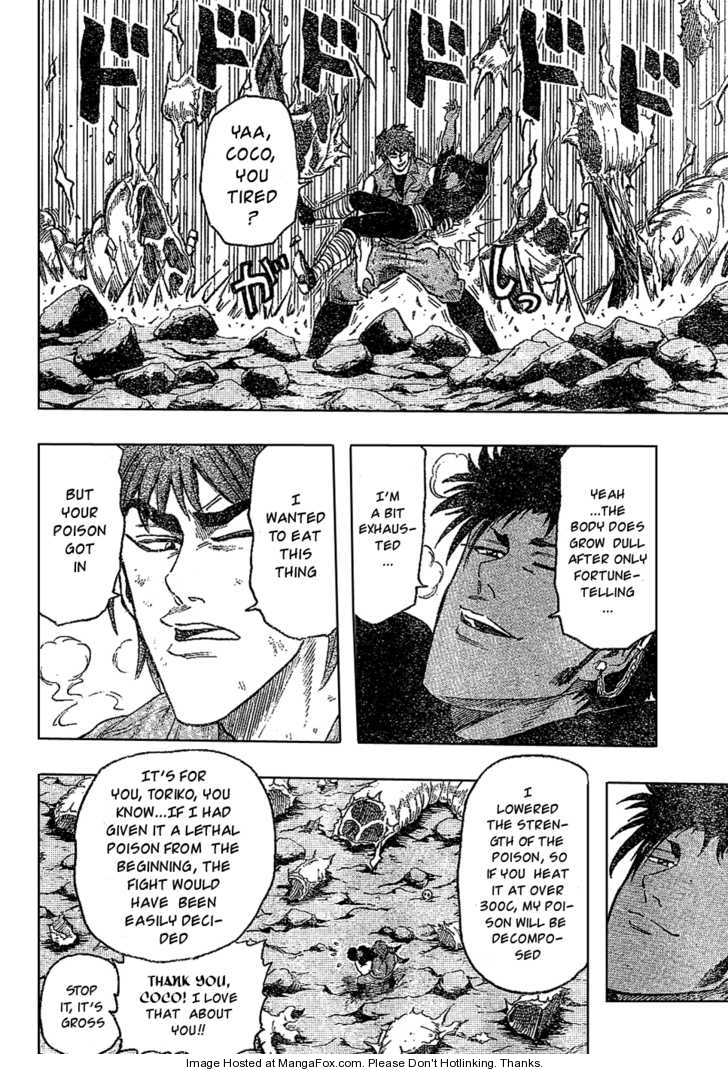 ドドドドドド
YAA,
COCO,
YOU
TIRED
?
ガ
しっ
YEAH
...THE
BODY DOES
GROW DULL
AFTER ONLY
FORTUNE-
TELLING
...
I'M
A BIT
EXHAUS-
TED
...
I
WANTED
TO EAT
THIS
THING
BUT
YOUR
POISON
GOT
IN
I
LOWERED
THE STREN-
GTH OF THE
POISON, SO
IF YOU HEAT
IT AT OVER
300C, MY POI-
SON WILL BE
DECOMPO-
SED
IT'S FOR
YOU, TORIKO, YOU
KNOW...IF I HAD
GIVEN IT A LETHAL
POISON FROM THE
BEGINNING, THE
FIGHT WOULD
HAVE BEEN
EASILY DECI-
DED
THANK YOU,
COCO! I LOVE
THAT ABOUT
YOU!!
STOP
IT, IT'S
GROSS
Image Hosted at MangaFox.com. Please Don't Hotlinking. Thanks.